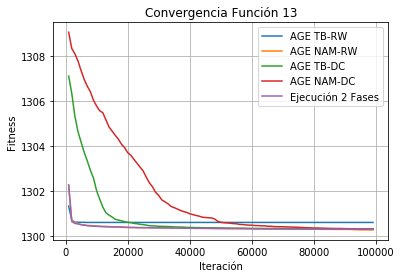 Convergencia Función 13
AGE TB-RW
AGE NAM-RW
AGE TB-DC
AGE NAM-DC
Ejecución 2 Fases
Fitness
1308
1306
1304
1302
1300
0 20000 40000 60000 80000 100000
Iteración